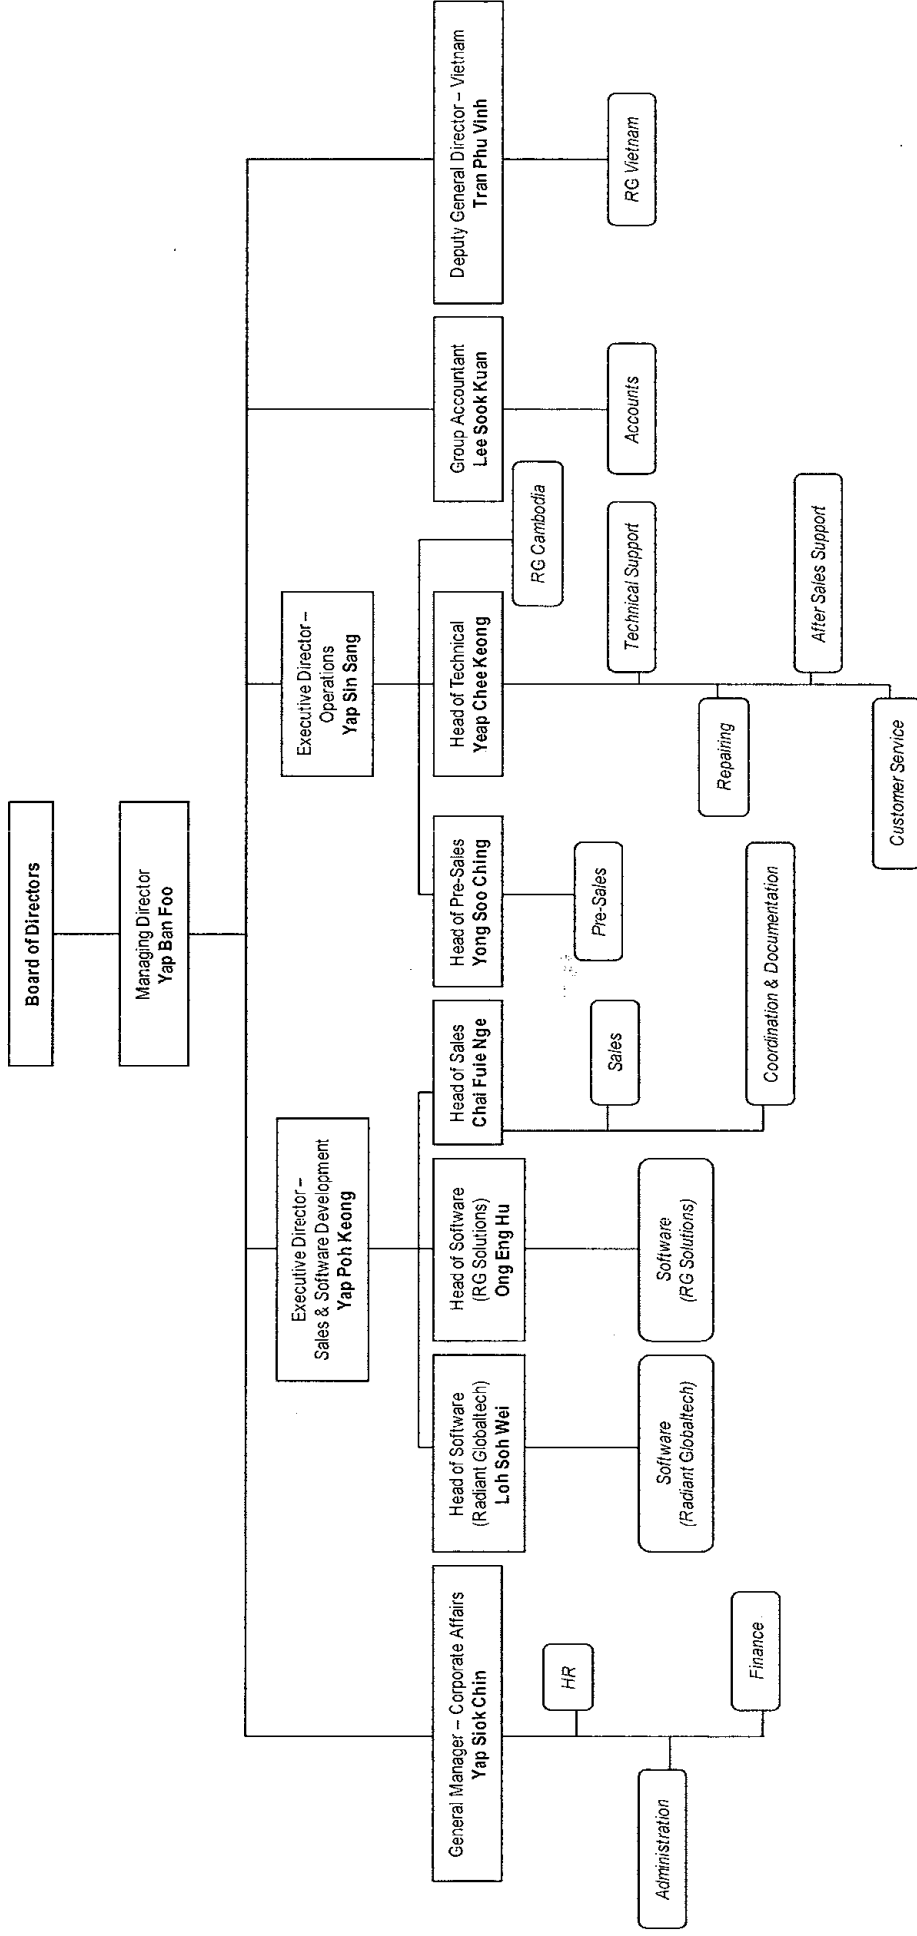 Board of Directors
Managing Director
Yap Ban Foo
Executive Director –
Sales & Software Development
Yap Poh Keong
Executive Director –
Operations
Yap Sin Sang
General Manager – Corporate Affairs
Yap Siok Chin
Head of Software
(Radiant Globaltech)
Loh Soh Wei
Head of Software
(RG Solutions)
Ong Eng Hu
Head of Sales
Chai Fuie Nge
Head of Pre-Sales
Yong Soo Ching
Head of Technical
Yeap Chee Keong
Group Accountant
Lee Sook Kuan
Deputy General Director – Vietnam
Tran Phu Vinh
RG Cambodia
HR
Administration
Finance
Software
(Radiant Globaltech)
Software
(RG Solutions)
Sales
Coordination & Documentation
Pre-Sales
Technical Support
Repairing
After Sales Support
Customer Service
Accounts
RG Vietnam